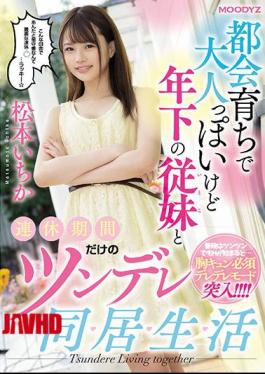 MOODYZ
都会育ちで
大人っぽいけど
年下の従妹と
松本いちか
連休期間
だけの
ツンデレ
同居生活
胸キュン必須
デレデレモード
突入!!!!
JAVHD
Tsundere Living together